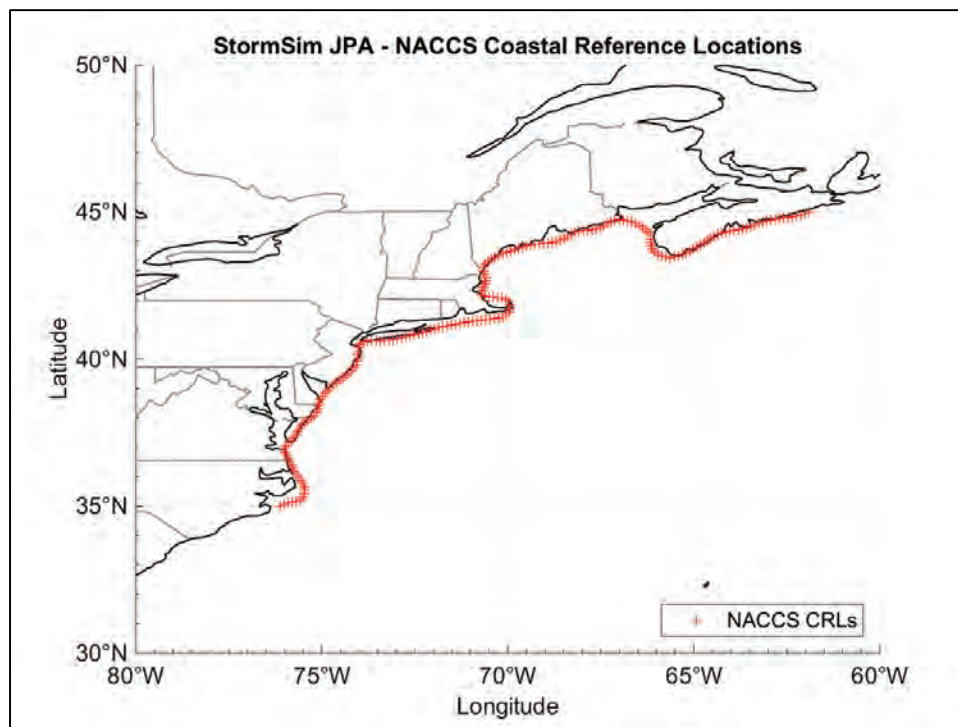 StormSim JPA - NACCS Coastal Reference Locations
50°N
45°N
40°N
35°N
30°N
Latitude
NACCS CRLs
80°W 75°W 70°W 65°W 60°W
Longitude